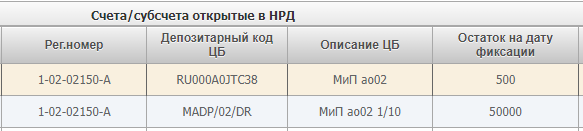 Счета/субсчета открытые в НРД
Рег.номер Депозитарный код ЦБ Описание ЦБ Остаток на дату фиксации
1-02-02150-A RU000A0JTC38 МиП ао02 500
1-02-02150-A MADP/02/DR МиП ао02 1/10 50000